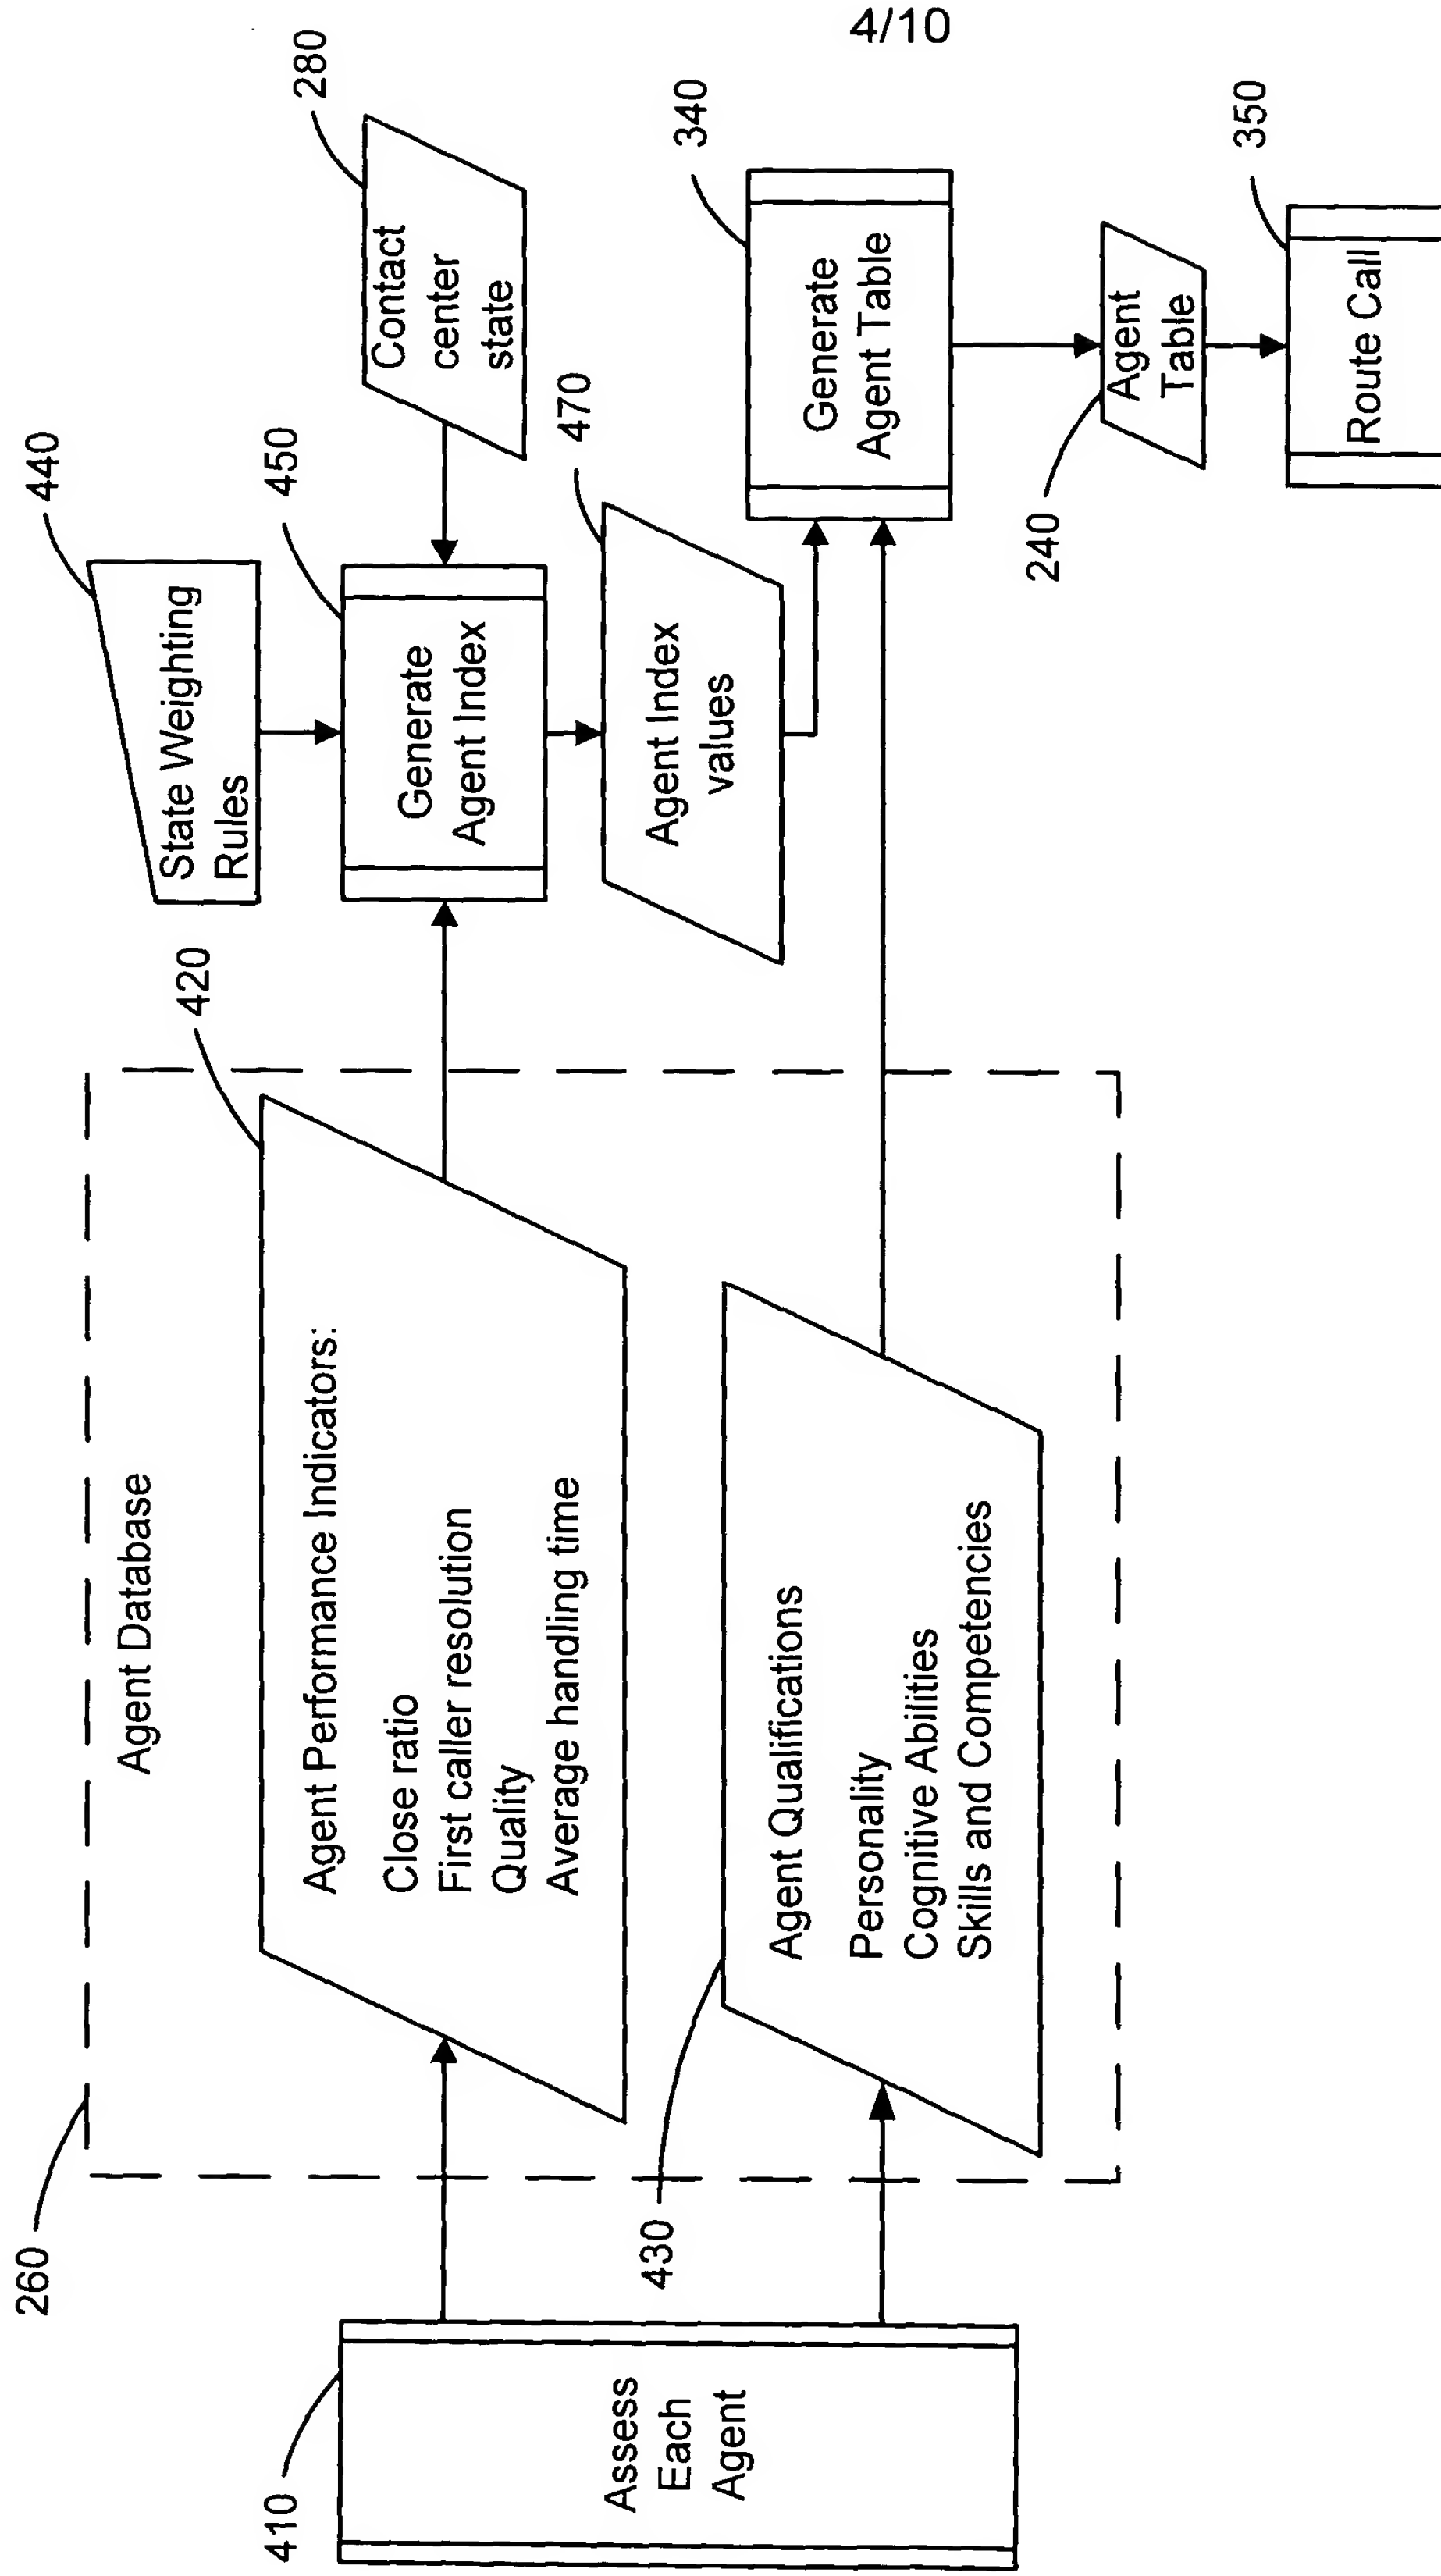 4/10
260
Agent Database
410
Assess
Each
Agent
420
Agent Performance Indicators:
Close ratio
First caller resolution
Quality
Average handling time
430
Agent Qualifications
Personality
Cognitive Abilities
Skills and Competencies
440
State Weighting
Rules
450
Generate
Agent Index
280
Contact
center
state
470
Agent Index
values
340
Generate
Agent Table
240
Agent
Table
350
Route Call